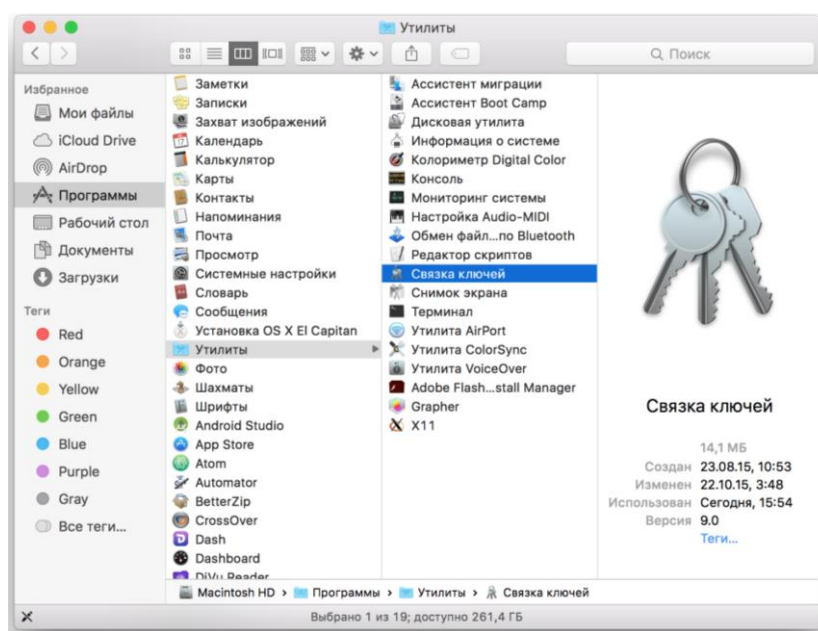 Утилиты
Поиск
Избранное
Мои файлы
iCloud Drive
AirDrop
Программы
Рабочий стол
Документы
Загрузки
Теги
Red
Orange
Yellow
Green
Blue
Purple
Gray
Все теги...
Заметки
Записки
Захват изображений
Календарь
Калькулятор
Карты
Контакты
Напоминания
Почта
Просмотр
Системные настройки
Словарь
Сообщения
Установка OS X El Capitan
Утилиты
Фото
Шахматы
Шрифты
Android Studio
App Store
Atom
Automator
BetterZip
CrossOver
Dash
Dashboard
DjVu Reader
Ассистент миграции
Ассистент Boot Camp
Дисковая утилита
Информация о системе
Колориметр Digital Color
Консоль
Мониторинг системы
Настройка Audio-MIDI
Обмен файл...по Bluetooth
Редактор скриптов
Связка ключей
Снимок экрана
Терминал
Утилита AirPort
Утилита ColorSync
Утилита VoiceOver
Adobe Flash...stall Manager
Grapher
X11
Связка ключей
14,1 МБ
Создан 23.08.15, 10:53
Изменен 22.10.15, 3:48
Использован Сегодня, 15:54
Версия 9.0
Теги...
Macintosh HD › Программы › Утилиты › Связка ключей
Выбрано 1 из 19; доступно 261,4 ГБ